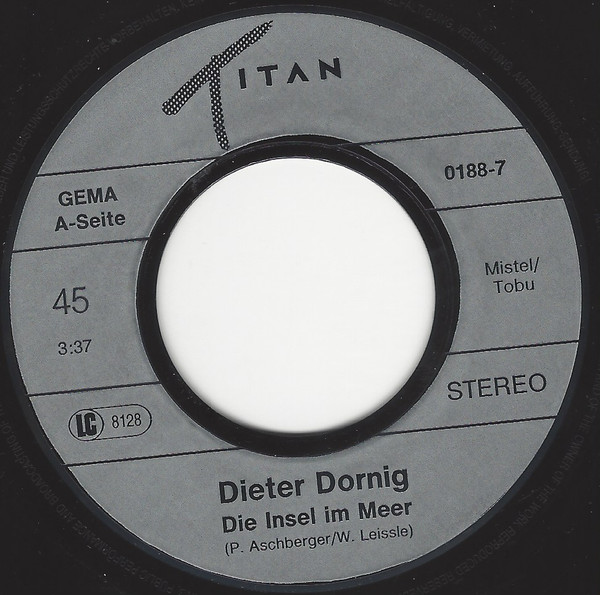 TITAN
GEMA
A-Seite
0188-7
45
3:37
Mistel/
Tobu
LC 8128
STEREO
Dieter Dornig
Die Insel im Meer
(P. Aschberger/W. Leissle)